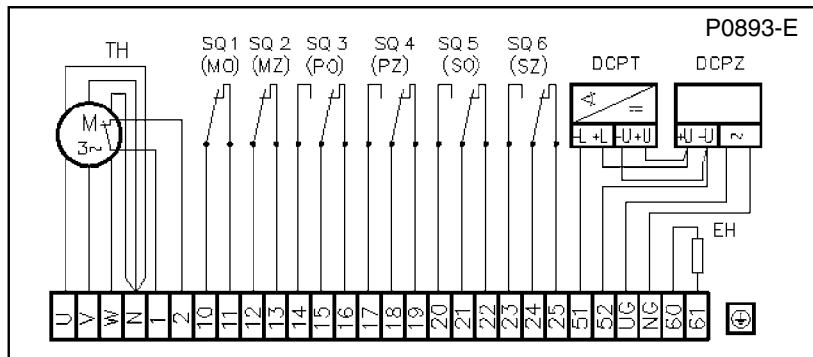 P0893-E
TH
SQ 1 SQ 2 SQ 3 SQ 4 SQ 5 SQ 6
(MO) (MZ) (PO) (PZ) (SO) (SZ)
DCPT DCPZ
M
3~
-L +L -U +U +U -U ~
EH
U V W N 1 2 10 11 12 13 14 15 16 17 18 19 20 21 22 23 24 25 51 52 UG NG 60 61